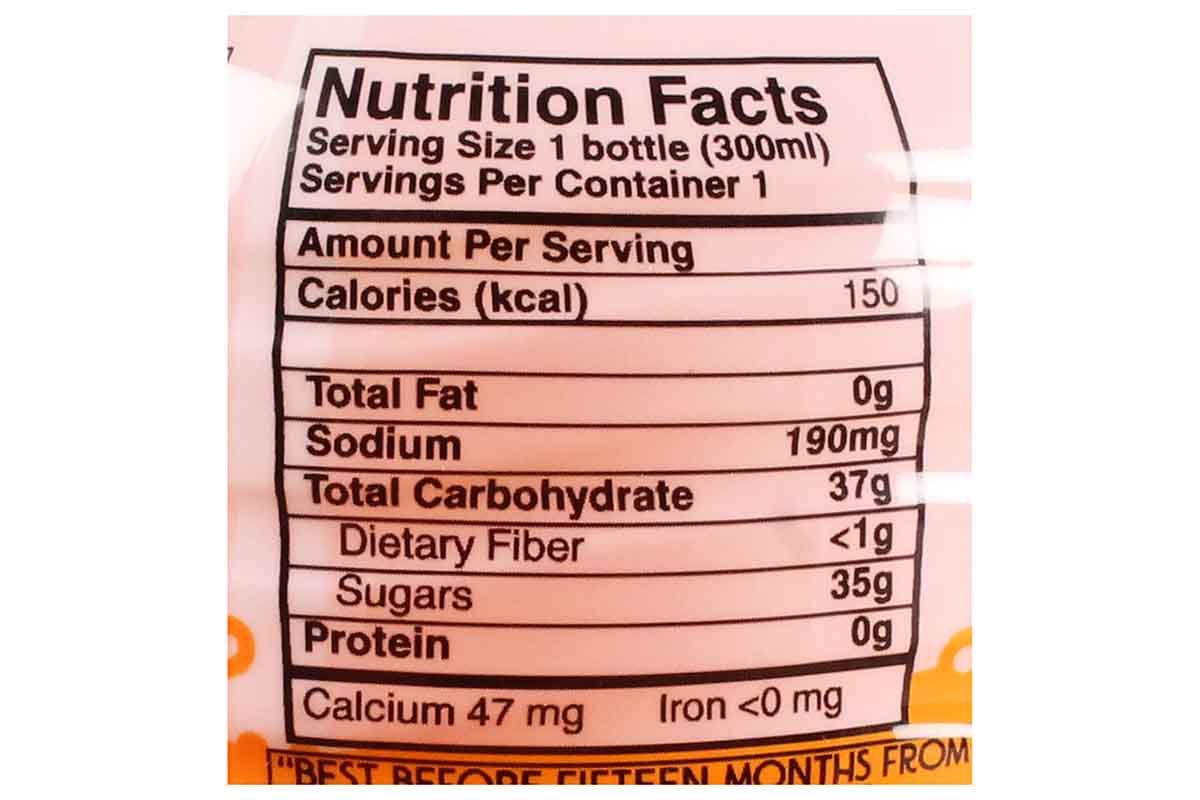 Nutrition Facts
Serving Size 1 bottle (300ml)
Servings Per Container 1
Amount Per Serving
Calories (kcal) 150
Total Fat 0g
Sodium 190mg
Total Carbohydrate 37g
Dietary Fiber <1g
Sugars 35g
Protein 0g
Calcium 47 mg Iron <0 mg
"BEST BEFORE FIFTEEN MONTHS FROM